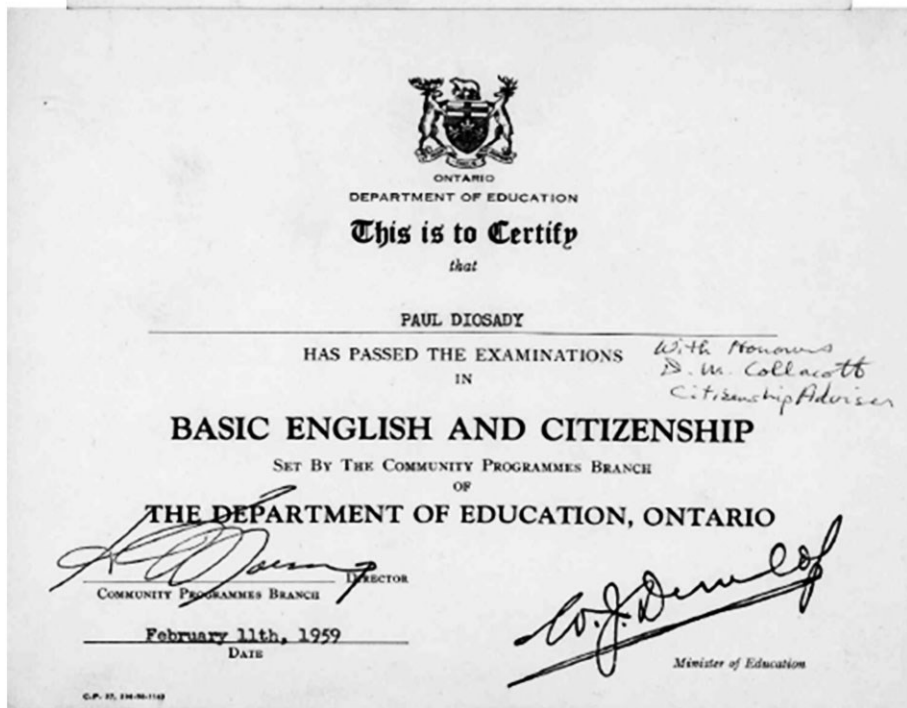 ONTARIO
DEPARTMENT OF EDUCATION
This is to Certify
that
PAUL DIOSADY
HAS PASSED THE EXAMINATIONS
With Honours
D. M. Collacott
Citizenship Adviser
IN
BASIC ENGLISH AND CITIZENSHIP
SET BY THE COMMUNITY PROGRAMMES BRANCH
OF
THE DEPARTMENT OF EDUCATION, ONTARIO
DIRECTOR
COMMUNITY PROGRAMMES BRANCH
February 11th, 1959
DATE
W. J. Dunlop
Minister of Education